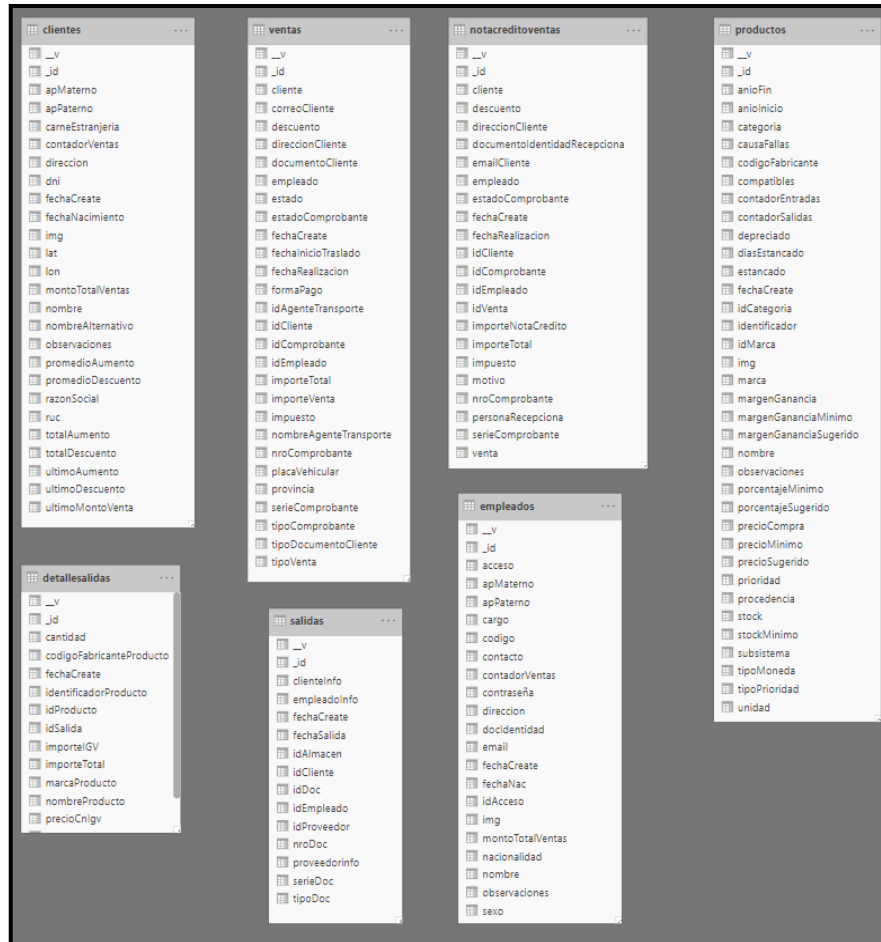 clientes
__v
_id
apMaterno
apPaterno
carneEstranjeria
contadorVentas
direccion
dni
fechaCreate
fechaNacimiento
img
lat
lon
montoTotalVentas
nombre
nombreAlternativo
observaciones
promedioAumento
promedioDescuento
razonSocial
ruc
totalAumento
totalDescuento
ultimoAumento
ultimoDescuento
ultimoMontoVenta
ventas
__v
_id
cliente
correoCliente
descuento
direccionCliente
documentoCliente
empleado
estado
estadoComprobante
fechaCreate
fechaInicioTraslado
fechaRealizacion
formaPago
idAgenteTransporte
idCliente
idComprobante
idEmpleado
importeTotal
importeVenta
impuesto
nombreAgenteTransporte
nroComprobante
placaVehicular
provincia
serieComprobante
tipoComprobante
tipoDocumentoCliente
tipoVenta
notacreditoventas
__v
_id
cliente
descuento
direccionCliente
documentoIdentidadRecepciona
emailCliente
empleado
estadoComprobante
fechaCreate
fechaRealizacion
idCliente
idComprobante
idEmpleado
idVenta
importeNotaCredito
importeTotal
impuesto
motivo
nroComprobante
personaRecepciona
serieComprobante
venta
productos
__v
_id
anioFin
anioInicio
categoria
causaFallas
codigoFabricante
compatibles
contadorEntradas
contadorSalidas
depreciado
diasEstancado
estancado
fechaCreate
idCategoria
identificador
idMarca
img
marca
margenGanancia
margenGananciaMinimo
margenGananciaSugerido
nombre
observaciones
porcentajeMinimo
porcentajeSugerido
precioCompra
precioMinimo
precioSugerido
prioridad
procedencia
stock
stockMinimo
subsistema
tipoMoneda
tipoPrioridad
unidad
detallesalidas
__v
_id
cantidad
codigoFabricanteProducto
fechaCreate
identificadorProducto
idProducto
idSalida
importeIGV
importeTotal
marcaProducto
nombreProducto
precioCnIgv
salidas
__v
_id
clienteInfo
empleadoInfo
fechaCreate
fechaSalida
idAlmacen
idCliente
idDoc
idEmpleado
idProveedor
nroDoc
proveedorinfo
serieDoc
tipoDoc
empleados
__v
_id
acceso
apMaterno
apPaterno
cargo
codigo
contacto
contadorVentas
contraseña
direccion
docIdentidad
email
fechaCreate
fechaNac
idAcceso
img
montoTotalVentas
nacionalidad
nombre
observaciones
sexo